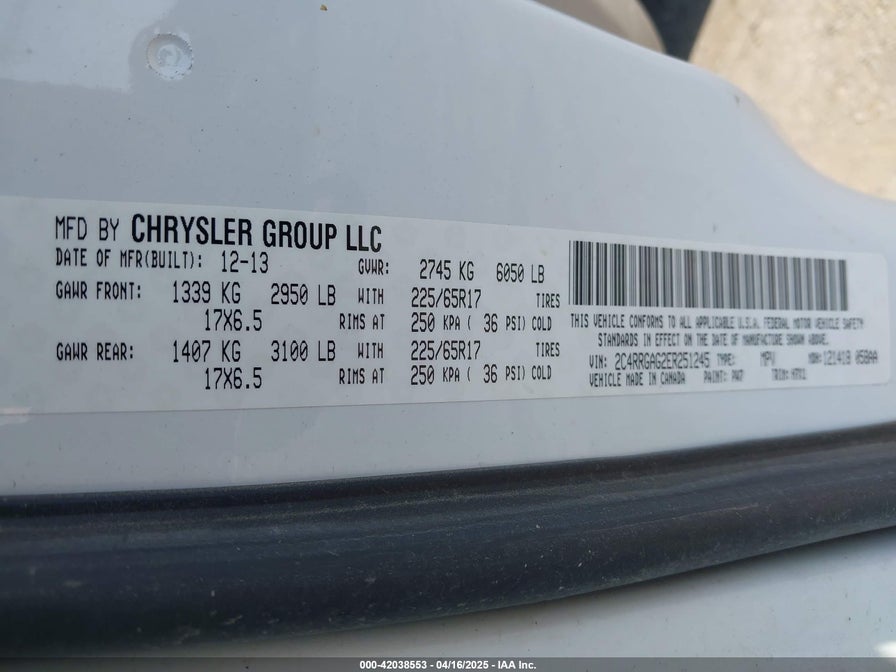 MFD BY CHRYSLER GROUP LLC
DATE OF MFR(BUILT): 12-13 GVWR: 2745 KG 6050 LB
GAWR FRONT: 1339 KG 2950 LB WITH 225/65R17 TIRES
17X6.5 RIMS AT 250 KPA ( 36 PSI) COLD
GAWR REAR: 1407 KG 3100 LB WITH 225/65R17 TIRES
17X6.5 RIMS AT 250 KPA ( 36 PSI) COLD
THIS VEHICLE CONFORMS TO ALL APPLICABLE U.S.A. FEDERAL MOTOR VEHICLE SAFETY
STANDARDS IN EFFECT ON THE DATE OF MANUFACTURE SHOWN ABOVE.
VIN: 2C4RRGAG2ER251245 TYPE: MPV MDH: 121418 058AA
VEHICLE MADE IN CANADA PAINT: PW7 TRIM:
000-42038553 - 04/16/2025 - IAA Inc.